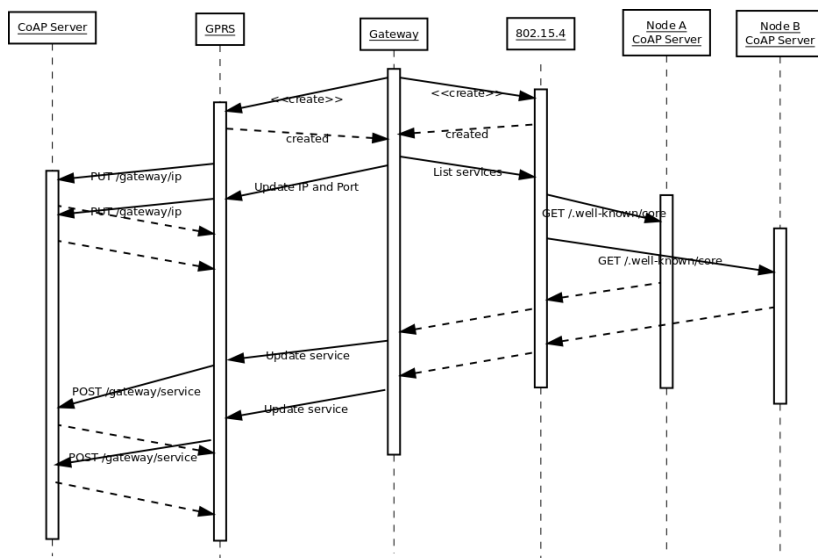 CoAP Server
GPRS
Gateway
802.15.4
Node A
CoAP Server
Node B
CoAP Server
<<create>>
<<create>>
created
created
PUT /gateway/ip
List services
Update IP and Port
PUT /gateway/ip
GET /.well-known/core
GET /.well-known/core
Update service
POST /gateway/service
Update service
POST /gateway/service